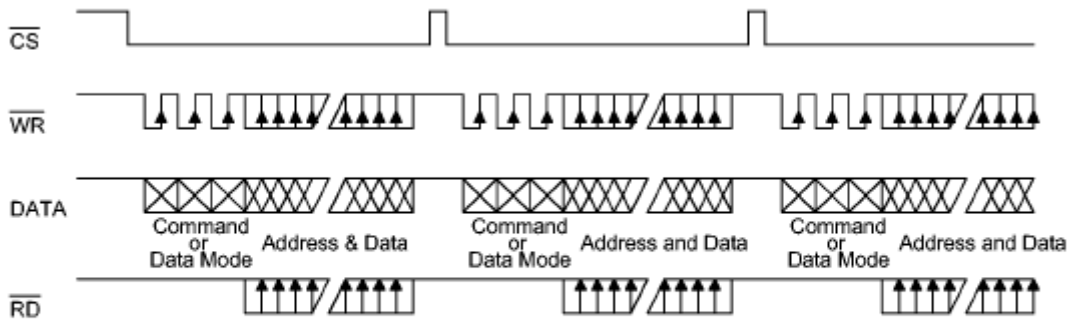 CS
WR
DATA
Command
or
Data Mode
Address & Data
Command
or
Data Mode
Address and Data
Command
or
Data Mode
Address and Data
RD